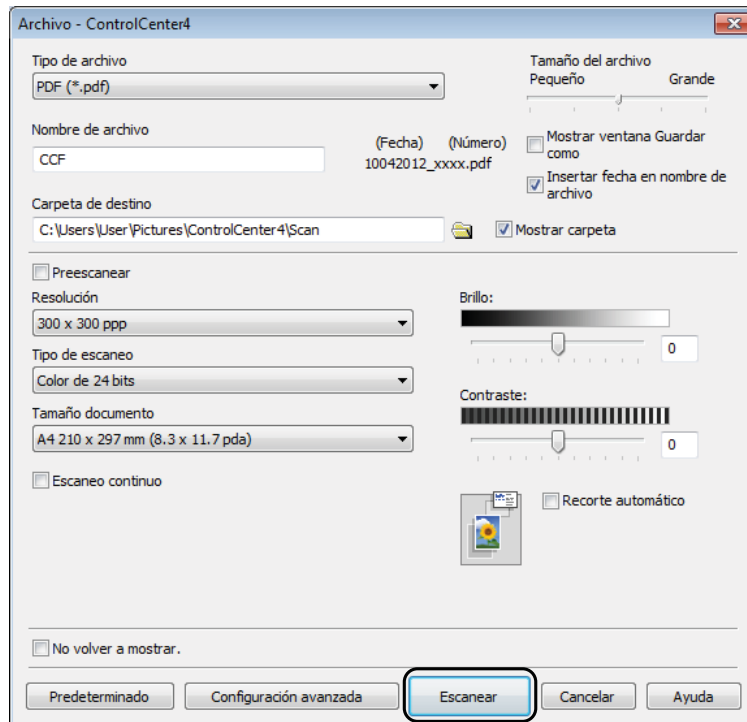 Archivo - ControlCenter4
Tipo de archivo
PDF (*.pdf)
Tamaño del archivo
Pequeño Grande
Nombre de archivo
CCF
(Fecha) (Número)
10042012_xxxx.pdf
Mostrar ventana Guardar
como
Insertar fecha en nombre de
archivo
Carpeta de destino
C:\Users\User\Pictures\ControlCenter4\Scan
Mostrar carpeta
Preescanear
Resolución
300 x 300 ppp
Tipo de escaneo
Color de 24 bits
Tamaño documento
A4 210 x 297 mm (8.3 x 11.7 pda)
Escaneo continuo
Brillo:
0
Contraste:
0
Recorte automático
No volver a mostrar.
Predeterminado Configuración avanzada Escanear Cancelar Ayuda